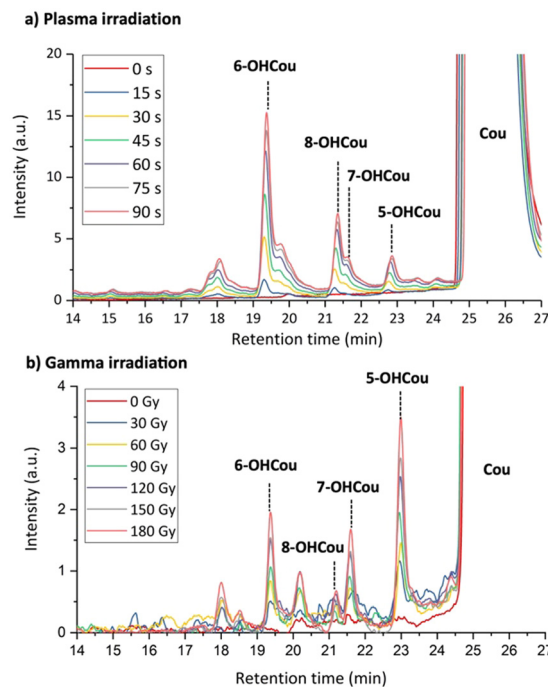 a) Plasma irradiation
0 s
15 s
30 s
45 s
60 s
75 s
90 s
6-OHCou
8-OHCou
7-OHCou
5-OHCou
Cou
Intensity (a.u.)
20
15
10
5
0
14 15 16 17 18 19 20 21 22 23 24 25 26 27
Retention time (min)
b) Gamma irradiation
0 Gy
30 Gy
60 Gy
90 Gy
120 Gy
150 Gy
180 Gy
5-OHCou
6-OHCou
7-OHCou
8-OHCou
Cou
Intensity (a.u.)
4
3
2
1
0
14 15 16 17 18 19 20 21 22 23 24 25 26 27
Retention time (min)